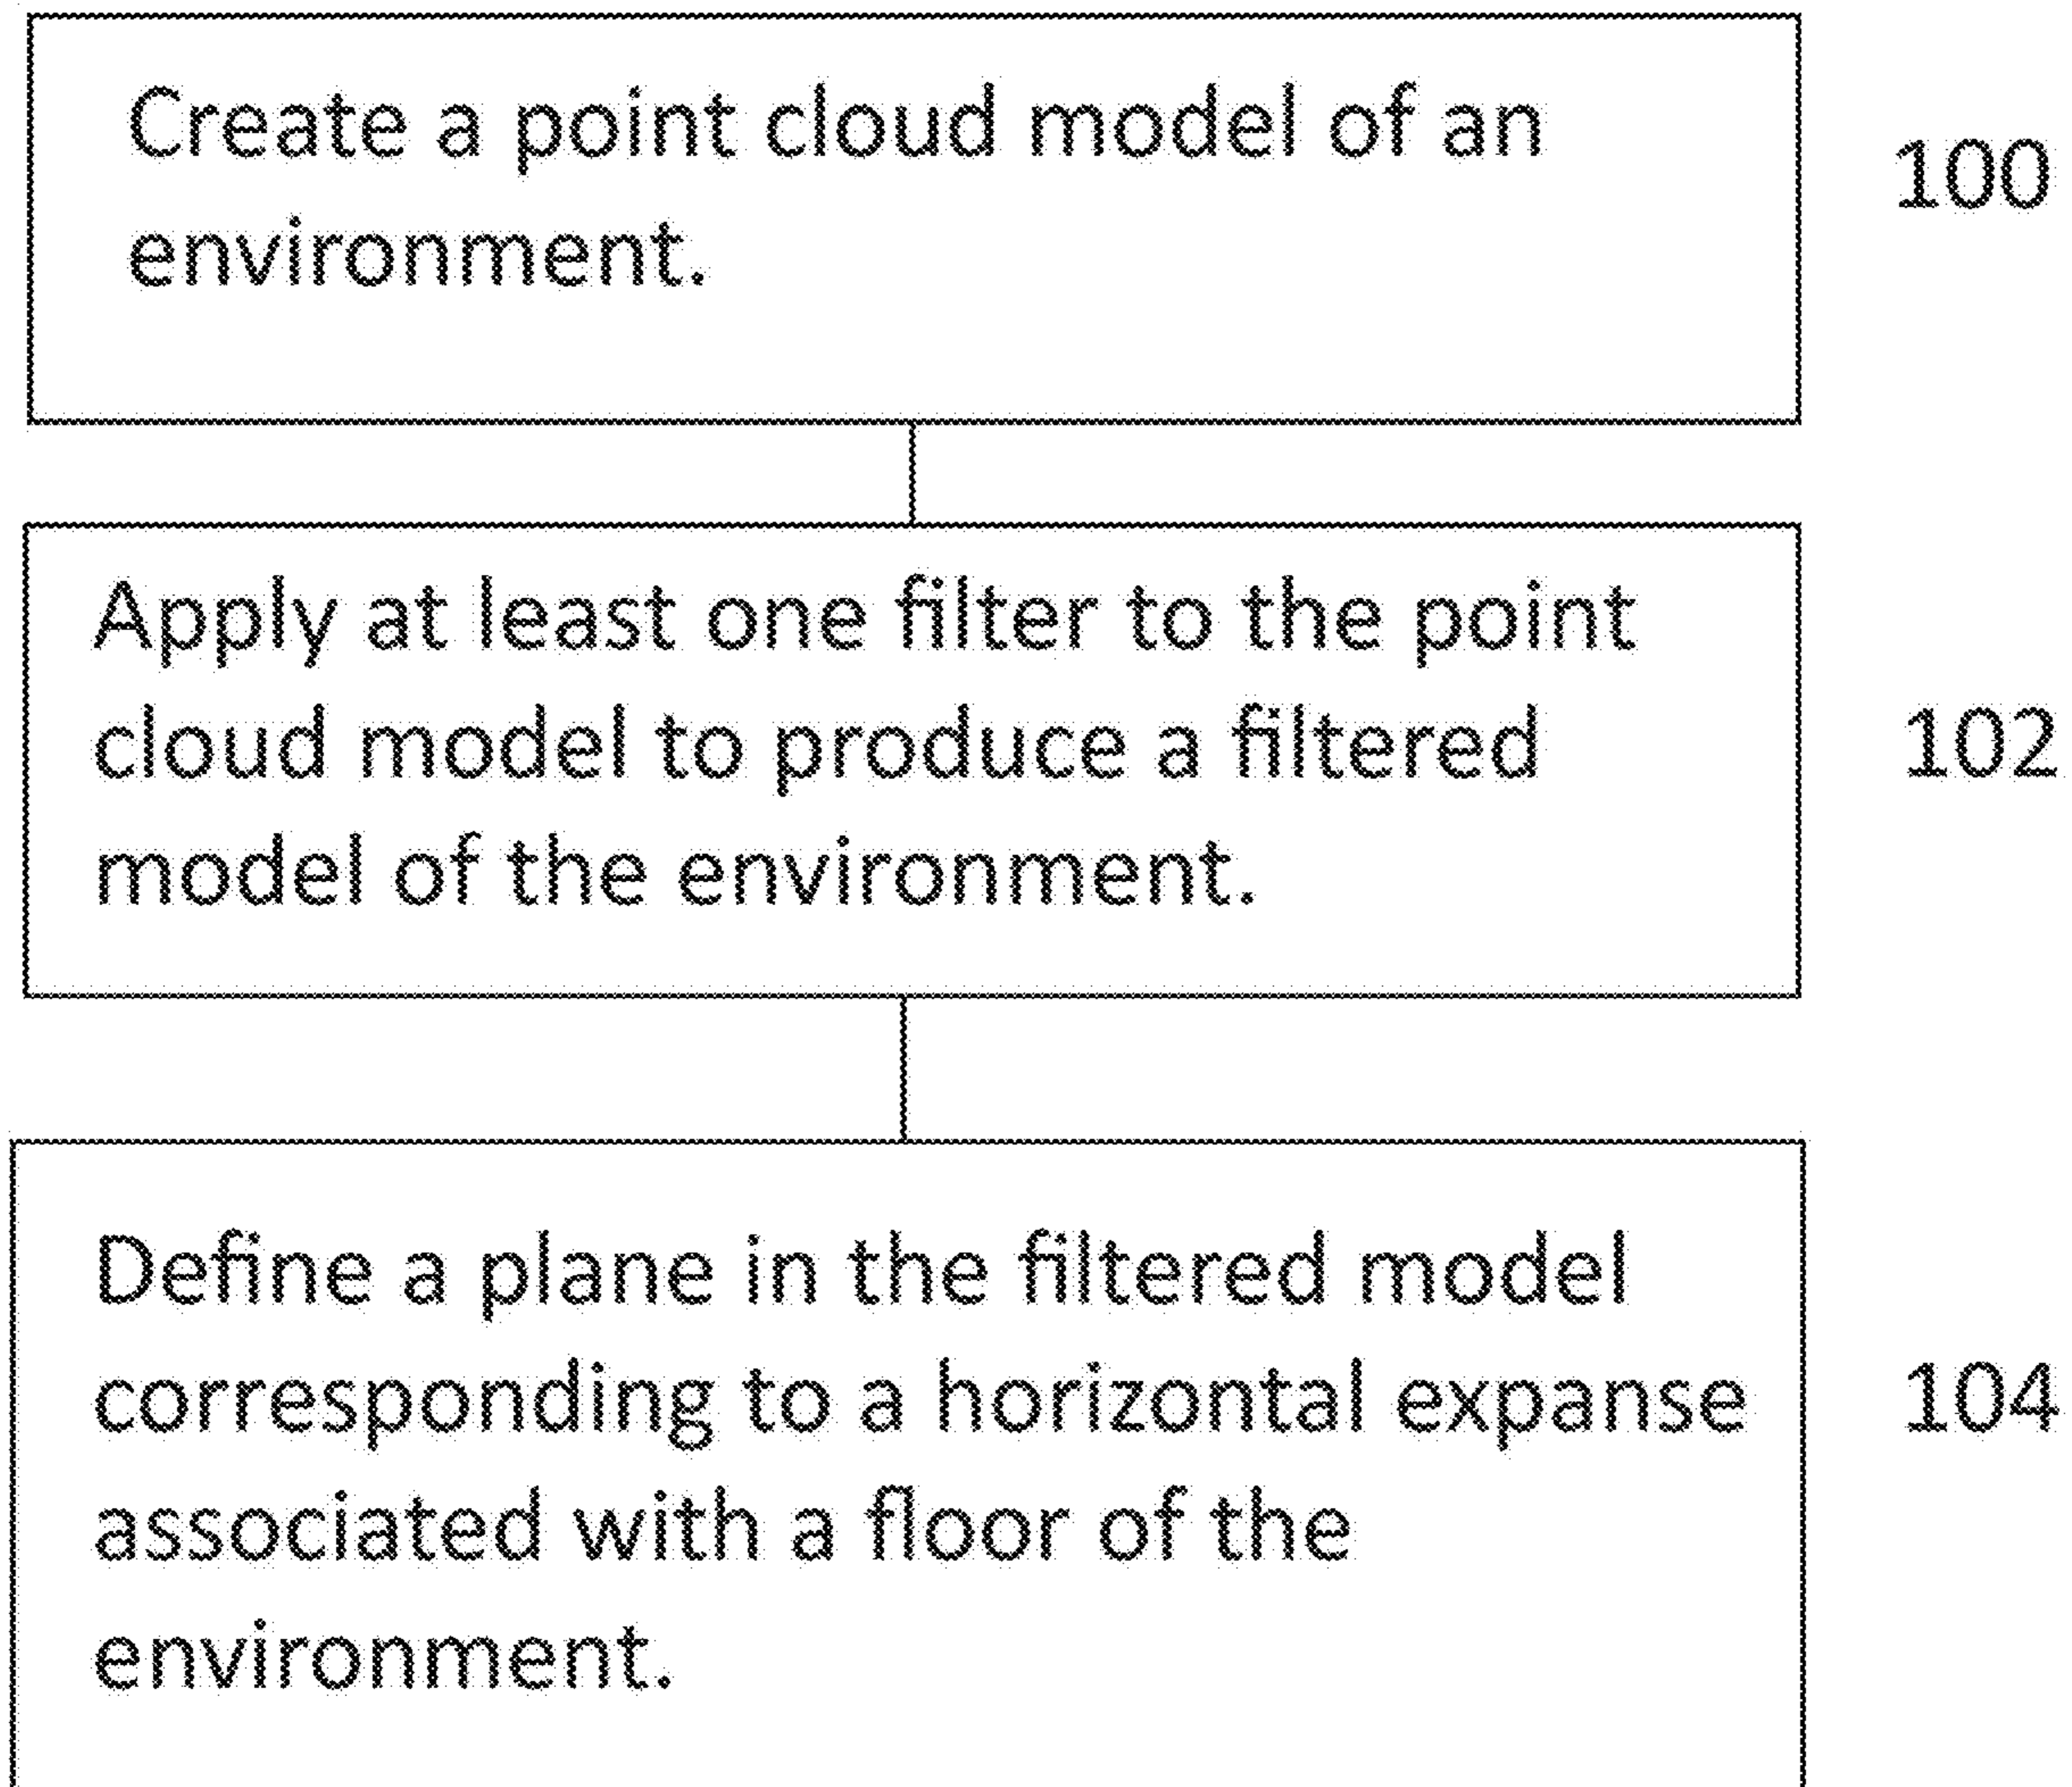 Create a point cloud model of an
environment.
100
Apply at least one filter to the point
cloud model to produce a filtered
model of the environment.
102
Define a plane in the filtered model
corresponding to a horizontal expanse
associated with a floor of the
environment.
104